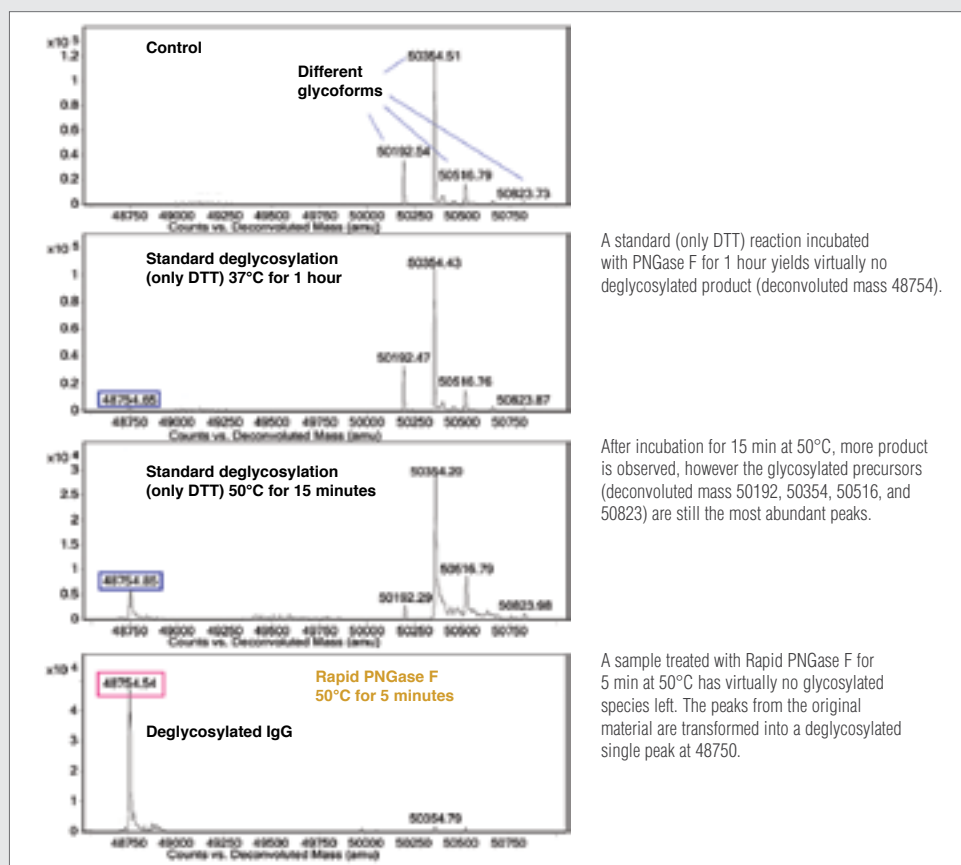 Control
Different
glycoforms
x10 5
1.2
1
0.8
0.6
0.4
0.2
0
50354.51
50192.54
50516.79
50823.73
48750 49000 49250 49500 49750 50000 50250 50500 50750
Counts vs. Deconvoluted Mass (amu)
Standard deglycosylation
(only DTT) 37°C for 1 hour
x10 5
1
0.8
0.6
0.4
0.2
0
50354.43
50192.47
50516.76
50823.87
48754.65
48750 49000 49250 49500 49750 50000 50250 50500 50750
Counts vs. Deconvoluted Mass (amu)
A standard (only DTT) reaction incubated
with PNGase F for 1 hour yields virtually no
deglycosylated product (deconvoluted mass 48754).
Standard deglycosylation
(only DTT) 50°C for 15 minutes
x10 4
3
2.5
2
1.5
1
0.5
0
50354.20
48754.85
50192.29
50516.79
50823.98
48750 49000 49250 49500 49750 50000 50250 50500 50750
Counts vs. Deconvoluted Mass (amu)
After incubation for 15 min at 50°C, more product
is observed, however the glycosylated precursors
(deconvoluted mass 50192, 50354, 50516, and
50823) are still the most abundant peaks.
Rapid PNGase F
50°C for 5 minutes
x10 4
4
3
2
1
0
48754.54
Deglycosylated IgG
50354.79
48750 49000 49250 49500 49750 50000 50250 50500 50750
Counts vs. Deconvoluted Mass (amu)
A sample treated with Rapid PNGase F for
5 min at 50°C has virtually no glycosylated
species left. The peaks from the original
material are transformed into a deglycosylated
single peak at 48750.